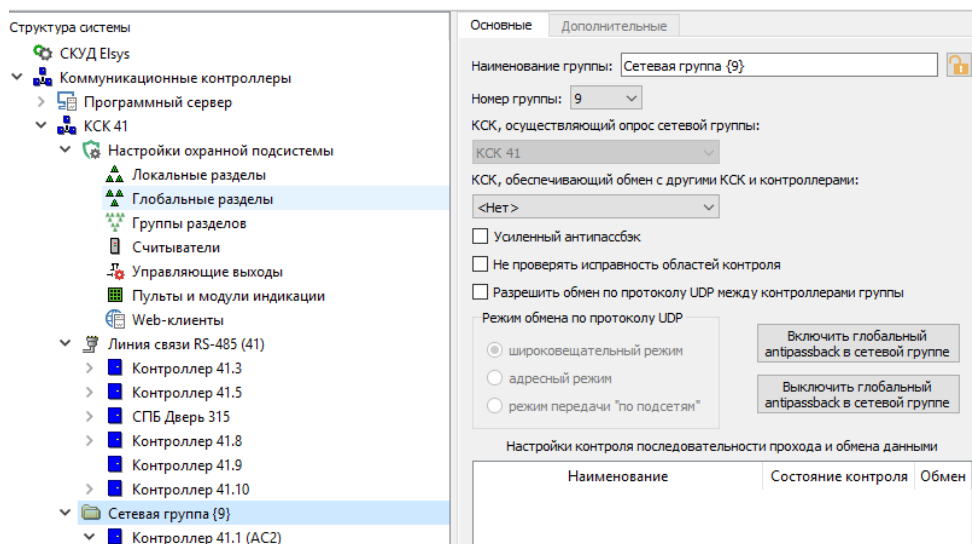 Структура системы
СКУД Elsys
Коммуникационные контроллеры
Программный сервер
КСК 41
Настройки охранной подсистемы
Локальные разделы
Глобальные разделы
Группы разделов
Считыватели
Управляющие выходы
Пульты и модули индикации
Web-клиенты
Линия связи RS-485 (41)
Контроллер 41.3
Контроллер 41.5
СПБ Дверь 315
Контроллер 41.8
Контроллер 41.9
Контроллер 41.10
Сетевая группа {9}
Контроллер 41.1 (AC2)
Основные
Дополнительные
Наименование группы: Сетевая группа {9}
Номер группы: 9
КСК, осуществляющий опрос сетевой группы:
КСК 41
КСК, обеспечивающий обмен с другими КСК и контроллерами:
<Нет>
Усиленный антипассбэк
Не проверять исправность областей контроля
Разрешить обмен по протоколу UDP между контроллерами группы
Режим обмена по протоколу UDP
широковещательный режим
адресный режим
режим передачи "по подсетям"
Включить глобальный
antipassback в сетевой группе
Выключить глобальный
antipassback в сетевой группе
Настройки контроля последовательности прохода и обмена данными
Наименование
Состояние контроля
Обмен